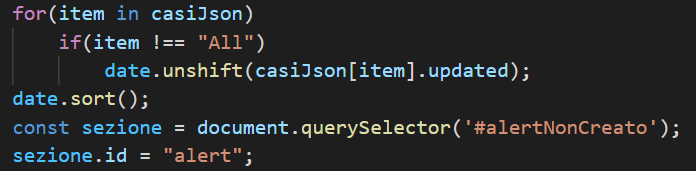 for(item in casiJson)
    if(item !== "All")
        date.unshift(casiJson[item].updated);
date.sort();
const sezione = document.querySelector('#alertNonCreato');
sezione.id = "alert";